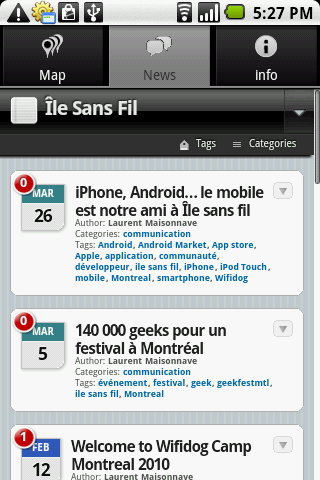 5:27 PM
Map
News
Info
Île Sans Fil
Tags
Categories
0
MAR
26
iPhone, Android... le mobile
est notre ami à Île sans fil
Author: Laurent Maisonnave
Categories: communication
Tags: Android, Android Market, App store,
Apple, application, communauté,
développeur, ile sans fil, iPhone, iPod Touch,
mobile, Montreal, smartphone, Wifidog
0
MAR
5
140 000 geeks pour un
festival à Montréal
Author: Laurent Maisonnave
Categories: communication
Tags: événement, festival, geek, geekfestmtl,
ile sans fil, Montreal
1
FEB
12
Welcome to Wifidog Camp
Montreal 2010
Author: Laurent Maisonnave